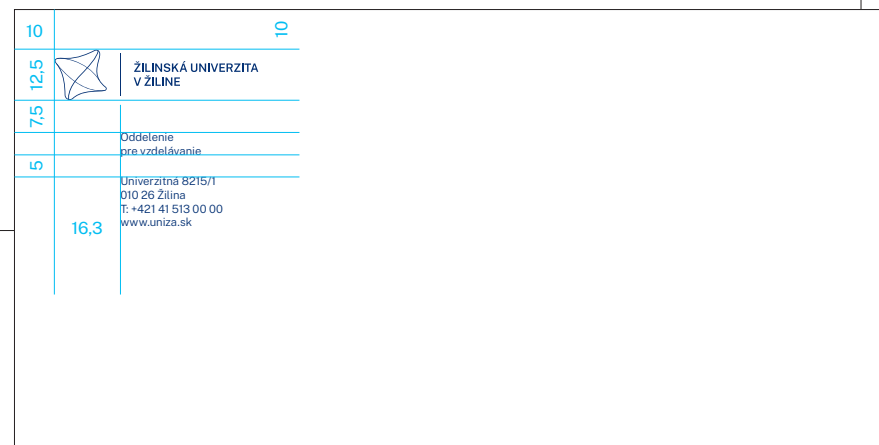 10
10
12,5
ŽILINSKÁ UNIVERZITA
V ŽILINE
7,5
Oddelenie
pre vzdelávanie
5
Univerzitná 8215/1
010 26 Žilina
T: +421 41 513 00 00
www.uniza.sk
16,3